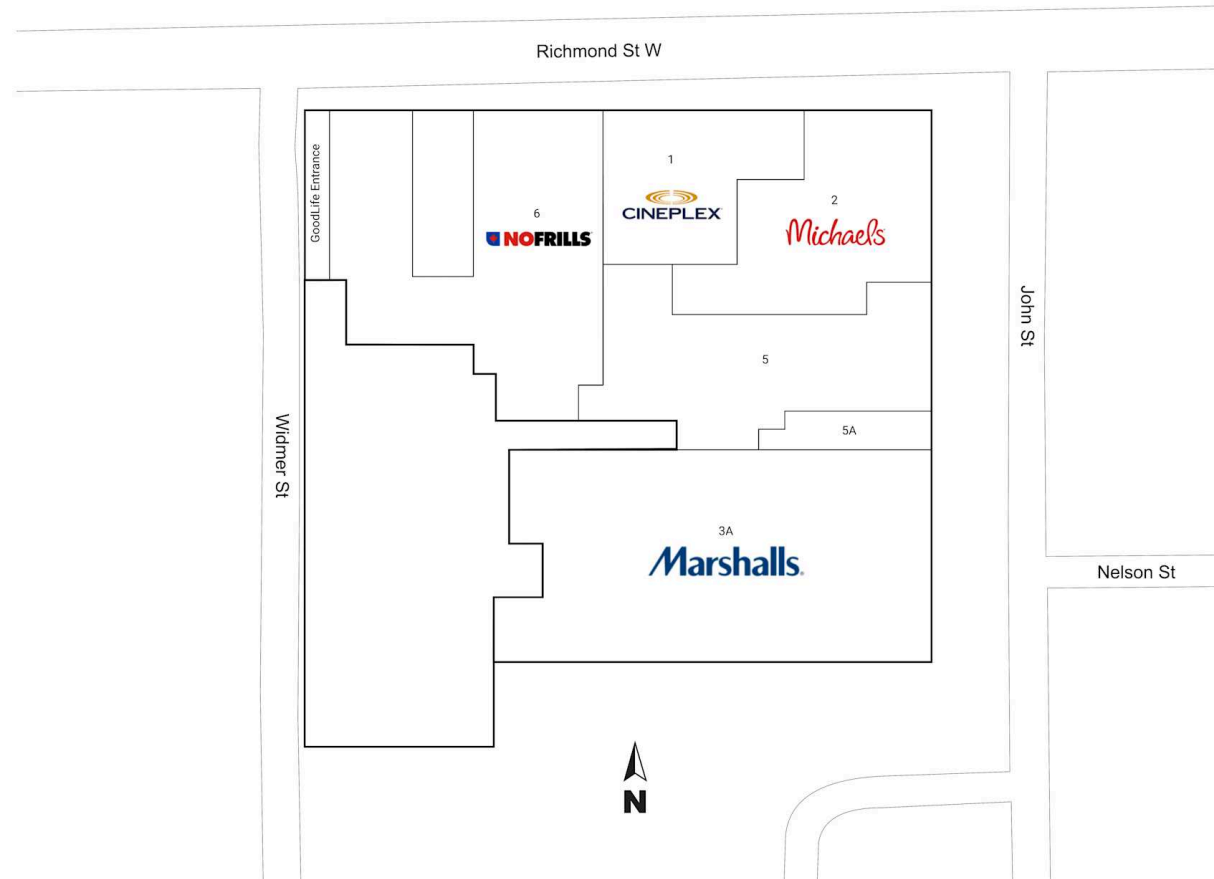 Richmond St W
GoodLife Entrance
1
CINEPLEX
2
Michaels
6
NOFRILLS
John St
5
5A
Widmer St
3A
Marshalls
Nelson St
N